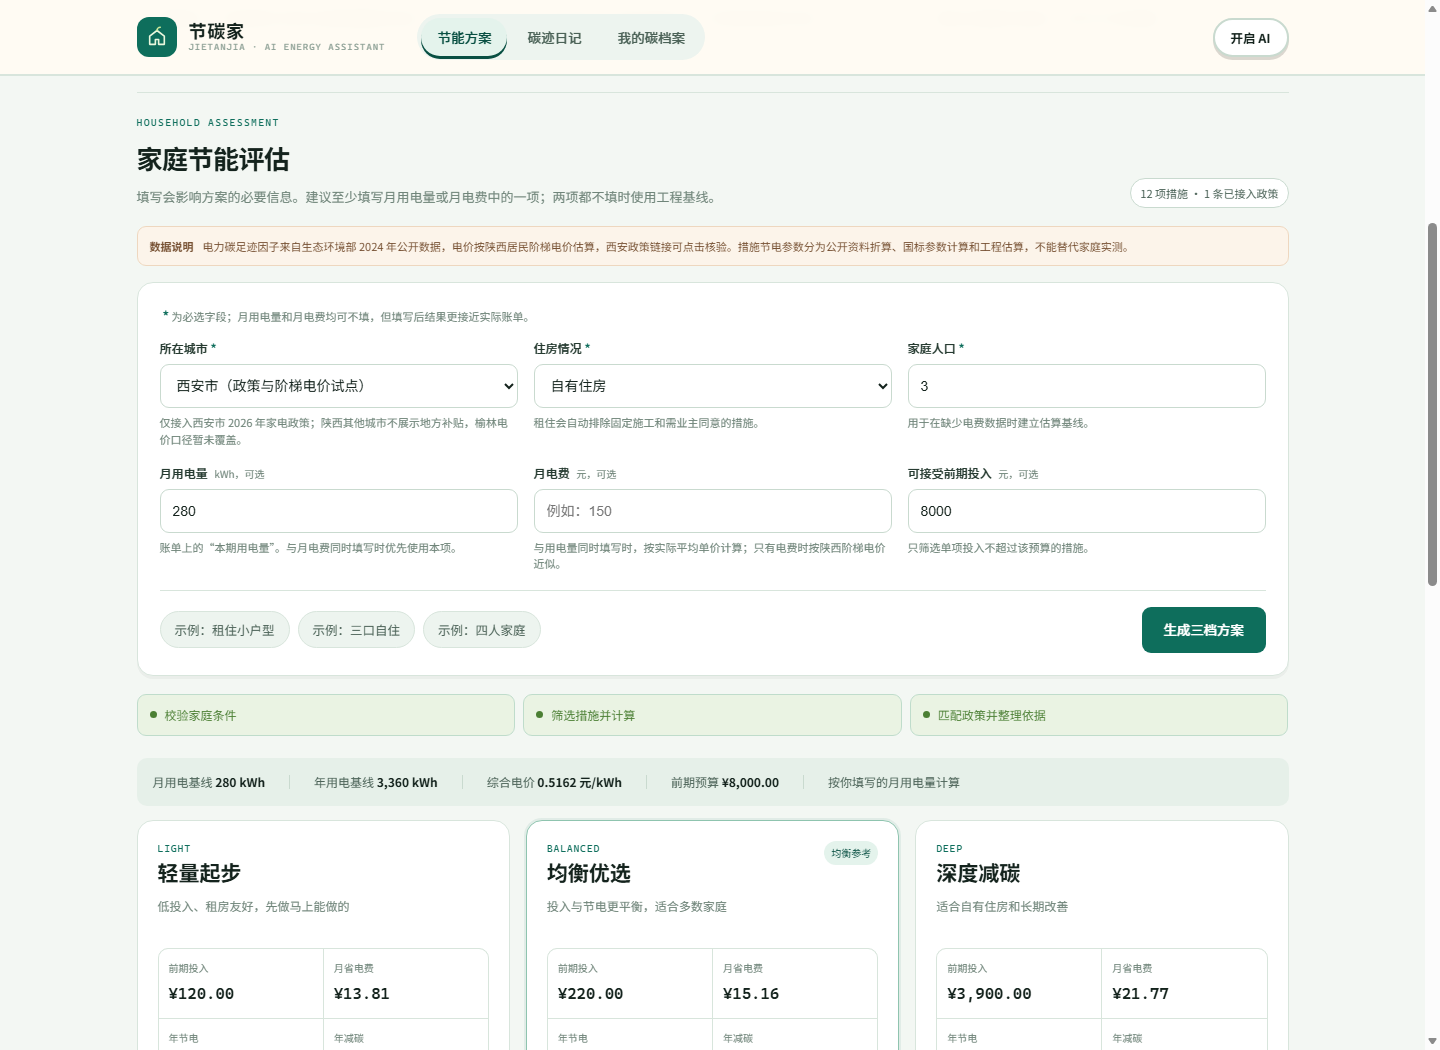 节碳家
JIETANJIA · AI ENERGY ASSISTANT
节能方案
碳迹日记
我的碳档案
开启 AI
HOUSEHOLD ASSESSMENT
家庭节能评估
填写会影响方案的必要信息。建议至少填写月用电量或月电费中的一项；两项都不填时使用工程基线。
12 项措施 · 1 条已接入政策
数据说明 电力碳足迹因子来自生态环境部 2024 年公开数据，电价按陕西居民阶梯电价估算，西安政策链接可点击核验。措施节电参数分为公开资料折算、国标参数计算和工程估算，不能替代家庭实测。
* 为必选字段；月用电量和月电费均可不填，但填写后结果更接近实际账单。
所在城市 *
西安市（政策与阶梯电价试点）
仅接入西安市 2026 年家电政策；陕西其他城市不展示地方补贴，榆林电
价口径暂未覆盖。
住房情况 *
自有住房
租住会自动排除固定施工和需业主同意的措施。
家庭人口 *
3
用于在缺少电费数据时建立估算基线。
月用电量 kWh，可选
280
账单上的“本期用电量”。与月电费同时填写时优先使用本项。
月电费 元，可选
例如：150
与用电量同时填写时，按实际平均单价计算；只有电费时按陕西阶梯电价
近似。
可接受前期投入 元，可选
8000
只筛选单项投入不超过该预算的措施。
示例：租住小户型
示例：三口自住
示例：四人家庭
生成三档方案
校验家庭条件
筛选措施并计算
匹配政策并整理依据
月用电基线 280 kWh
年用电基线 3,360 kWh
综合电价 0.5162 元/kWh
前期预算 ¥8,000.00
按你填写的月用电量计算
LIGHT
轻量起步
低投入、租房友好，先做马上能做的
前期投入
¥120.00
月省电费
¥13.81
年节电
年减碳
BALANCED
均衡优选
均衡参考
投入与节电更平衡，适合多数家庭
前期投入
¥220.00
月省电费
¥15.16
年节电
年减碳
DEEP
深度减碳
适合自有住房和长期改善
前期投入
¥3,900.00
月省电费
¥21.77
年节电
年减碳